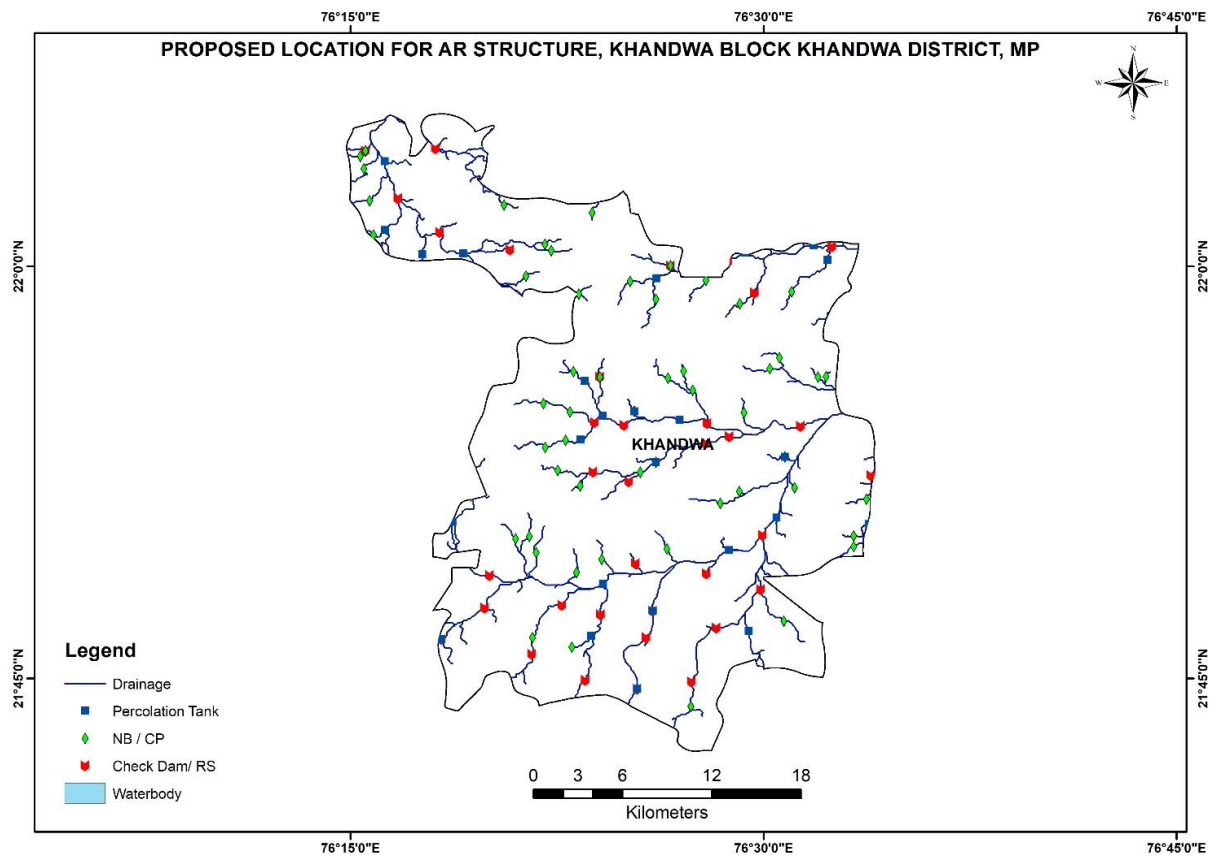 76°15'0"E 76°30'0"E 76°45'0"E
PROPOSED LOCATION FOR AR STRUCTURE, KHANDWA BLOCK KHANDWA DISTRICT, MP
N
W E
S
22°0'0"N 22°0'0"N
KHANDWA
Legend
Drainage
Percolation Tank
NB / CP
Check Dam/ RS
Waterbody
21°45'0"N 21°45'0"N
0 3 6 12 18
Kilometers
76°15'0"E 76°30'0"E 76°45'0"E